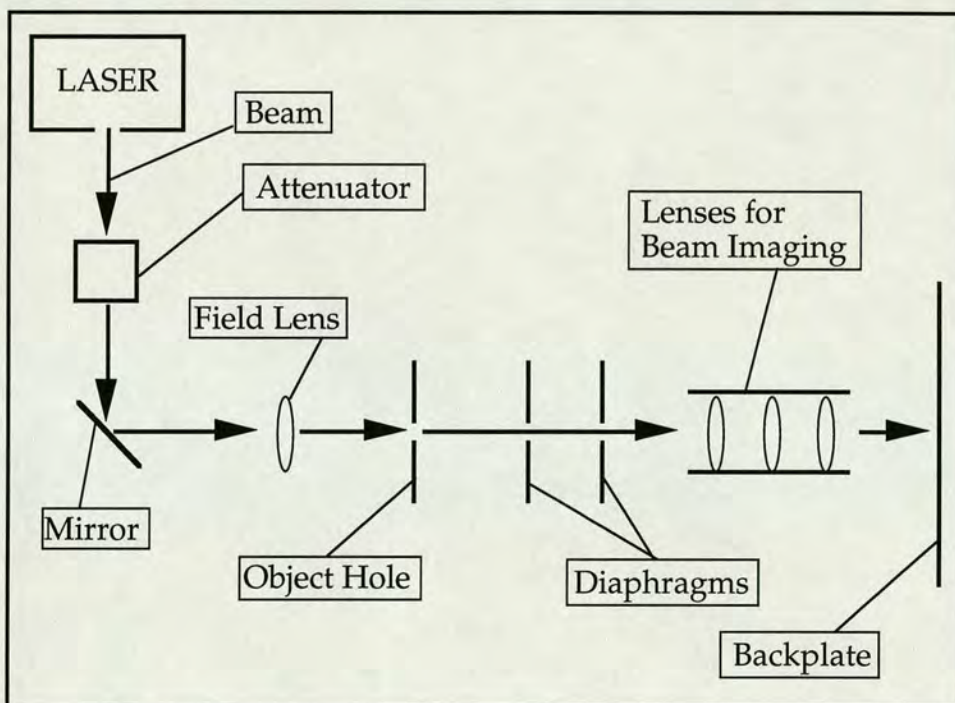 LASER
Beam
Attenuator
Lenses for
Beam Imaging
Field Lens
Mirror
Object Hole
Diaphragms
Backplate